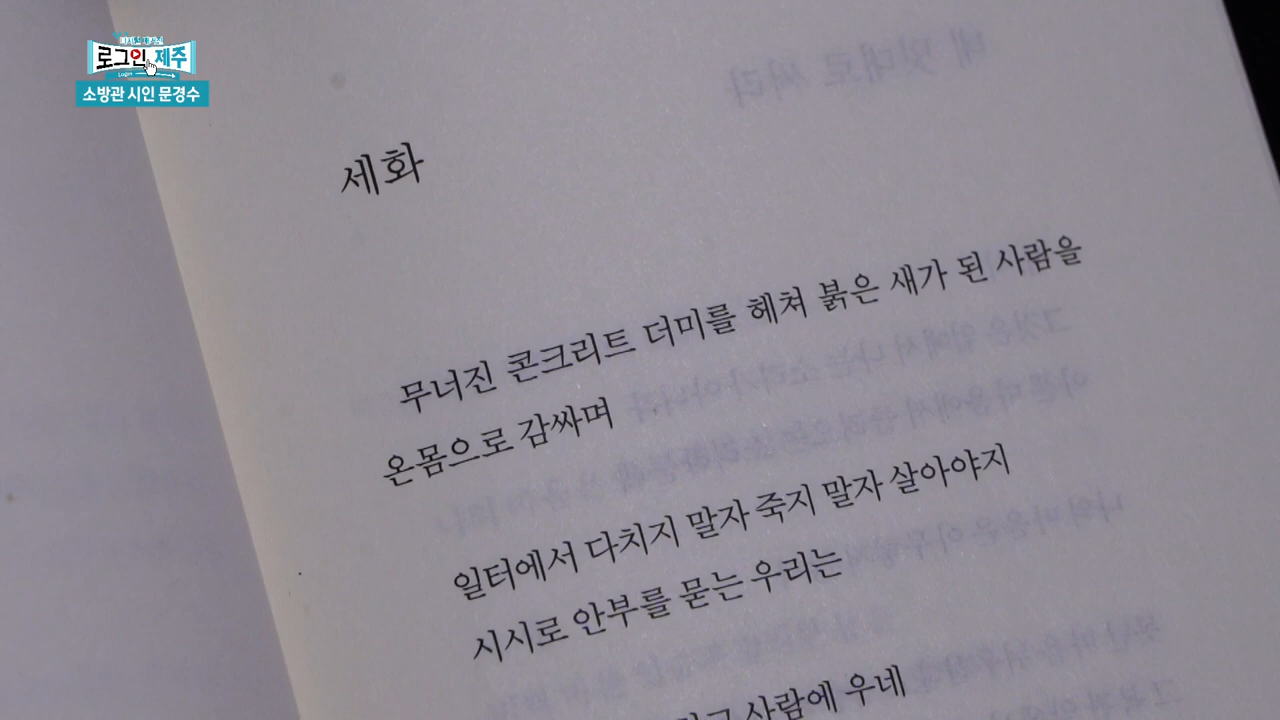 로그인 제주
Login
소방관 시인 문경수
세화
무너진 콘크리트 더미를 헤쳐 붉은 새가 된 사람을
온몸으로 감싸며
일터에서 다치지 말자 죽지 말자 살아야지
시시로 안부를 묻는 우리는
사람에 우네